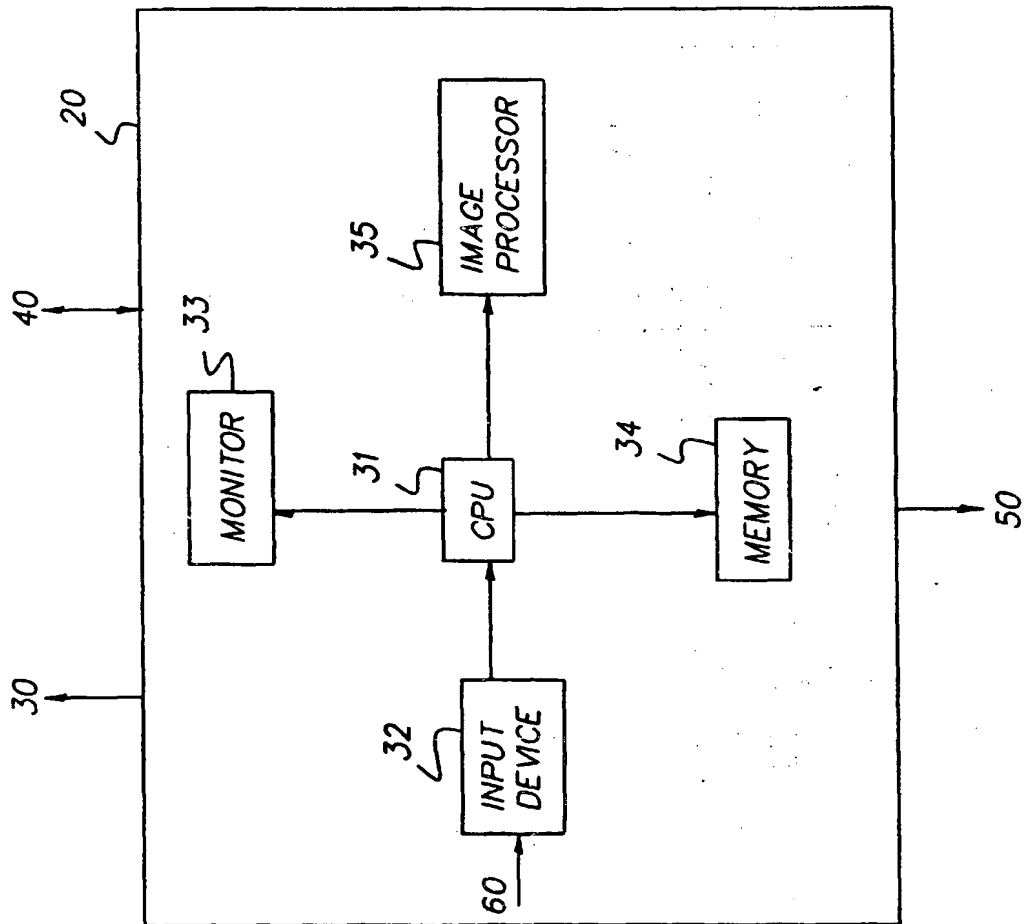 30
40
20
33
MONITOR
32
31
35
INPUT
DEVICE
CPU
IMAGE
PROCESSOR
60
34
MEMORY
50